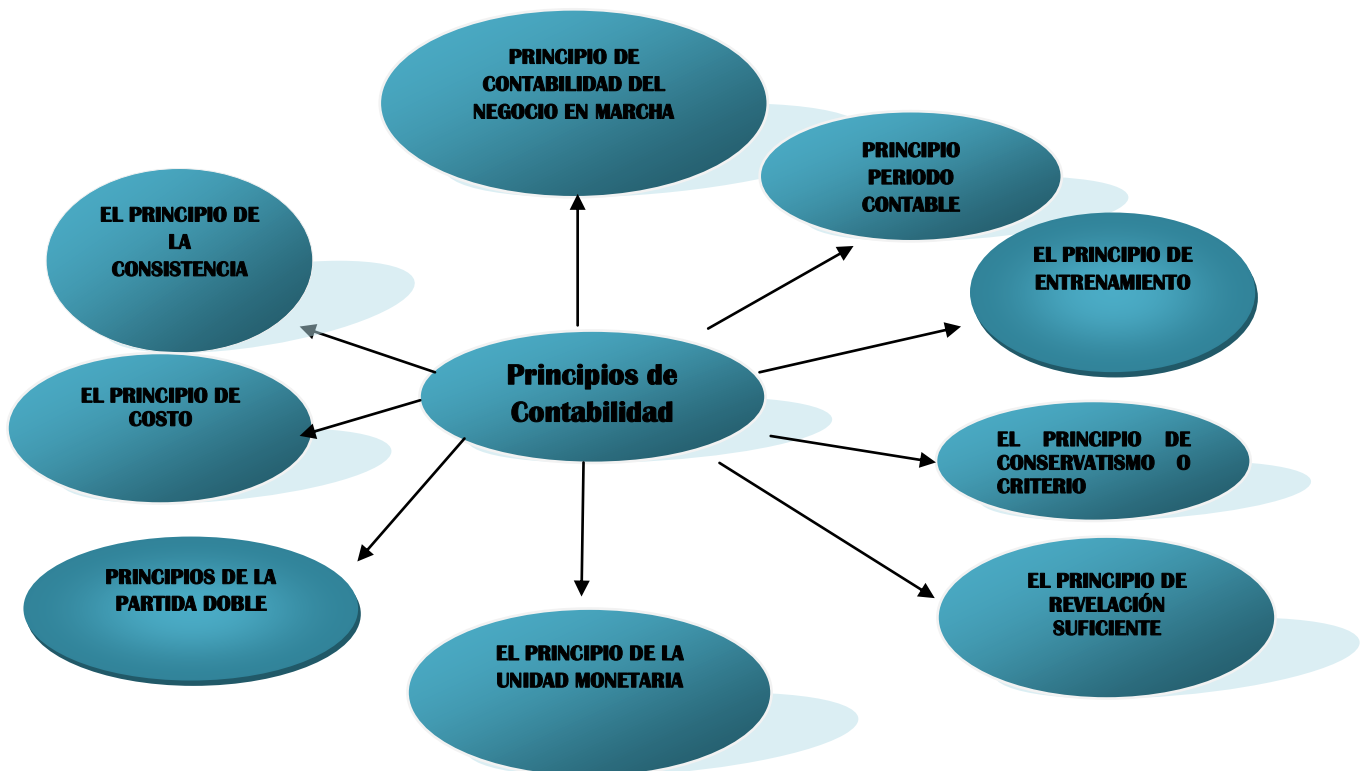 PRINCIPIO DE
CONTABILIDAD DEL
NEGOCIO EN MARCHA
PRINCIPIO
PERIODO
CONTABLE
EL PRINCIPIO DE
LA
CONSISTENCIA
EL PRINCIPIO DE
ENTRENAMIENTO
Principios de
Contabilidad
EL PRINCIPIO DE
COSTO
EL PRINCIPIO DE
CONSERVATISMO O
CRITERIO
PRINCIPIOS DE LA
PARTIDA DOBLE
EL PRINCIPIO DE
REVELACIÓN
SUFICIENTE
EL PRINCIPIO DE LA
UNIDAD MONETARIA